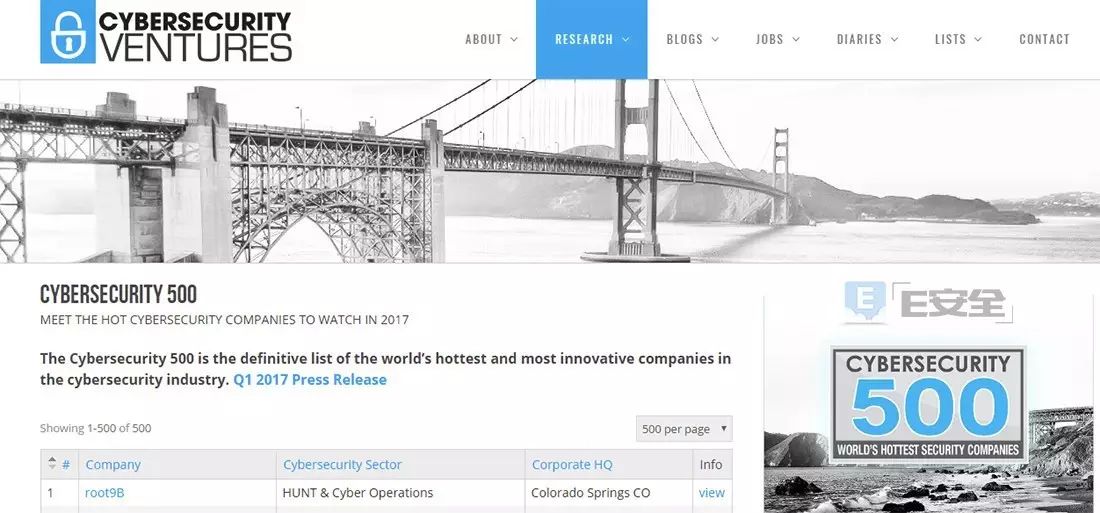 CYBERSECURITY
VENTURES
ABOUT RESEARCH BLOGS JOBS DIARIES LISTS CONTACT
CYBERSECURITY 500
MEET THE HOT CYBERSECURITY COMPANIES TO WATCH IN 2017
The Cybersecurity 500 is the definitive list of the world’s hottest and most innovative companies in
the cybersecurity industry. Q1 2017 Press Release
Showing 1-500 of 500
500 per page
# Company Cybersecurity Sector Corporate HQ Info
1 root9B HUNT & Cyber Operations Colorado Springs CO view
E E安全
CYBERSECURITY
500
WORLD'S HOTTEST SECURITY COMPANIES